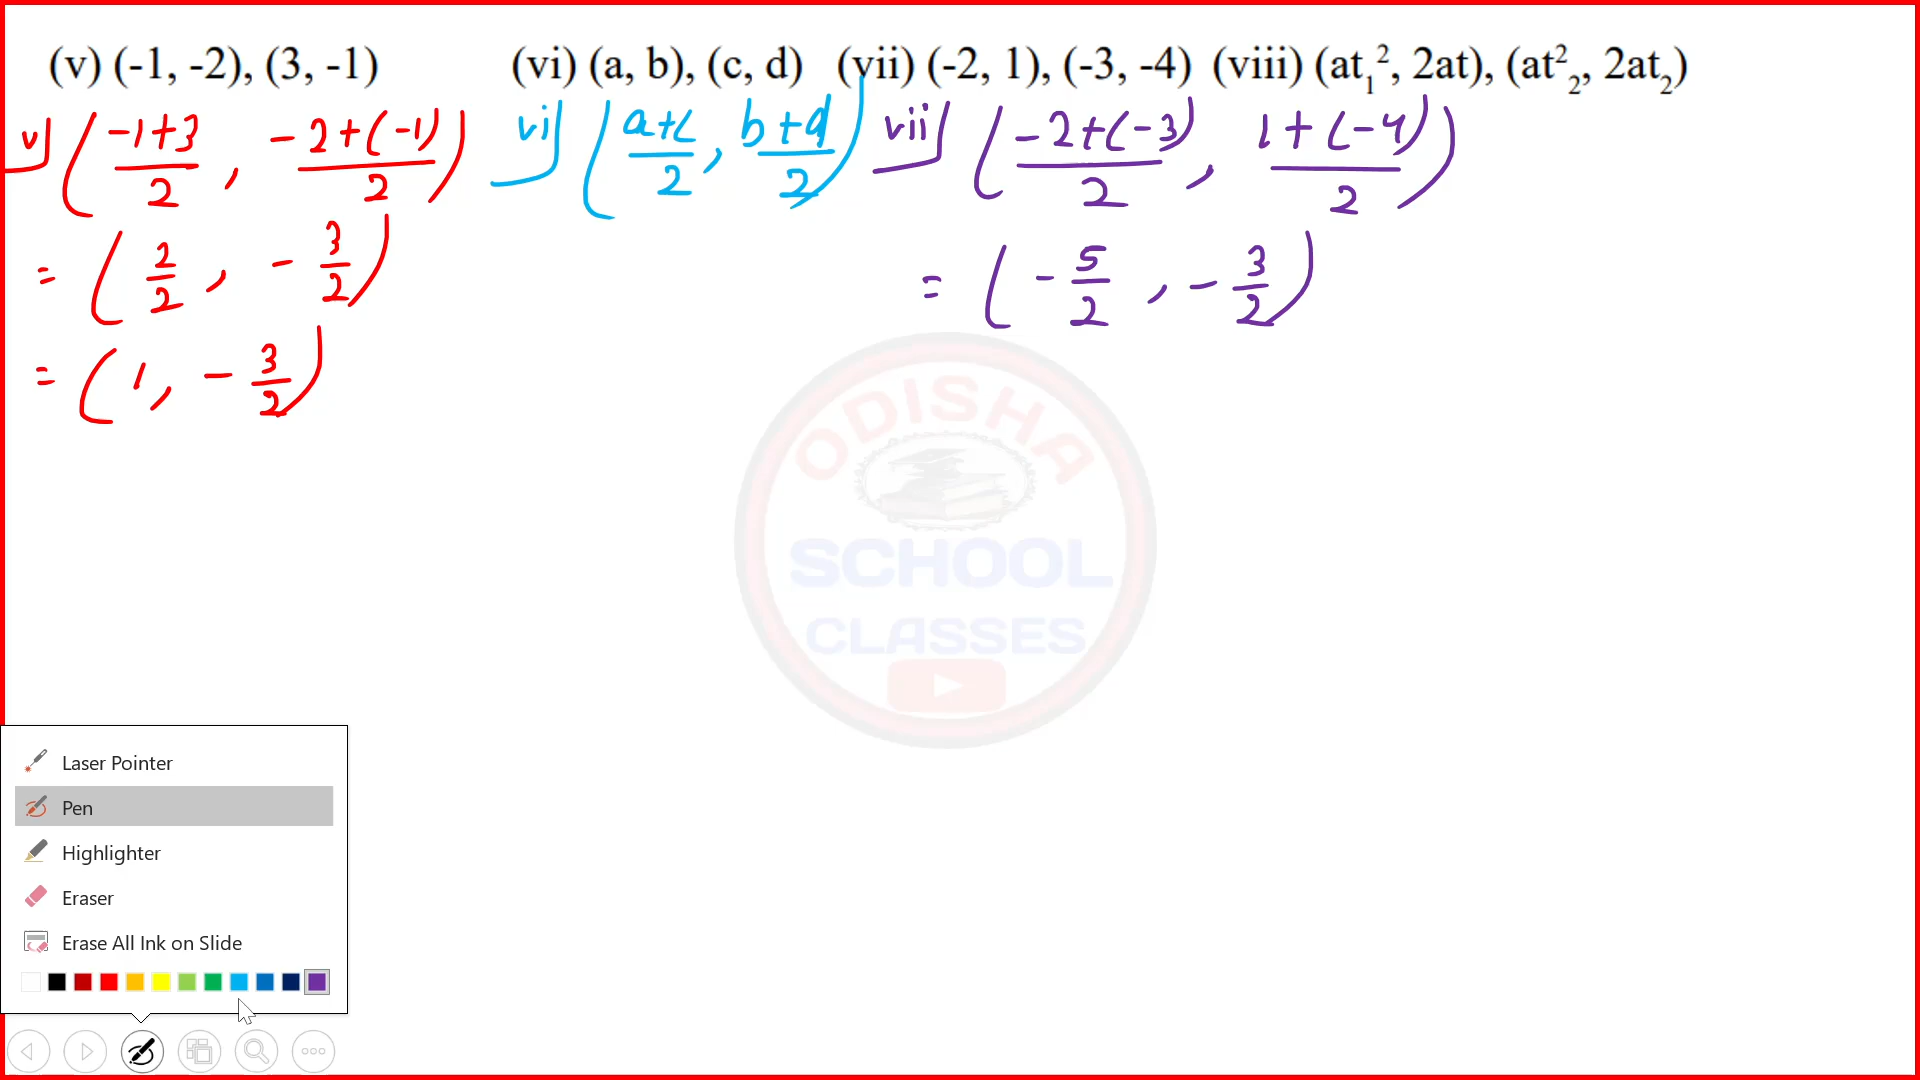 (v) (-1, -2), (3, -1) (vi) (a, b), (c, d) (vii) (-2, 1), (-3, -4) (viii) (at₁², 2at), (at²₂, 2at₂)
v) (-1+3/2, -2+(-1)/2)
= (2/2, -3/2)
= (1, -3/2)
vi) (a+c/2, b+d/2)
vii) (-2+(-3)/2, 1+(-4)/2)
= (-5/2, -3/2)
ODISHA
SCHOOL
CLASSES
Laser Pointer
Pen
Highlighter
Eraser
Erase All Ink on Slide